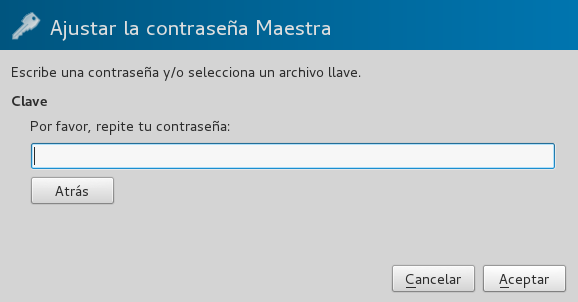 Ajustar la contraseña Maestra
Escribe una contraseña y/o selecciona un archivo llave.
Clave
Por favor, repite tu contraseña:
Atrás
Cancelar Aceptar